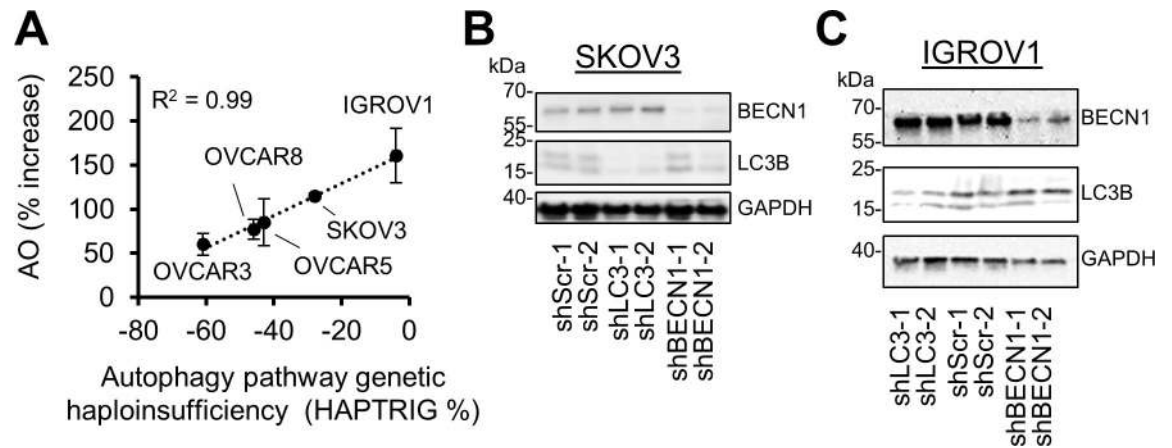 A
AO (% increase)
250
200
150
100
50
0
R² = 0.99
IGROV1
OVCAR8
SKOV3
OVCAR5
OVCAR3
-80 -60 -40 -20 0
Autophagy pathway genetic
haploinsufficiency (HAPTRIG %)
B
SKOV3
kDa
70-
BECN1
55-
25-
LC3B
15-
40-
GAPDH
shScr-1
shScr-2
shLC3-1
shLC3-2
shBECN1-1
shBECN1-2
C
IGROV1
kDa
70-
BECN1
55-
25-
LC3B
15-
40-
GAPDH
shLC3-1
shLC3-2
shScr-1
shScr-2
shBECN1-1
shBECN1-2